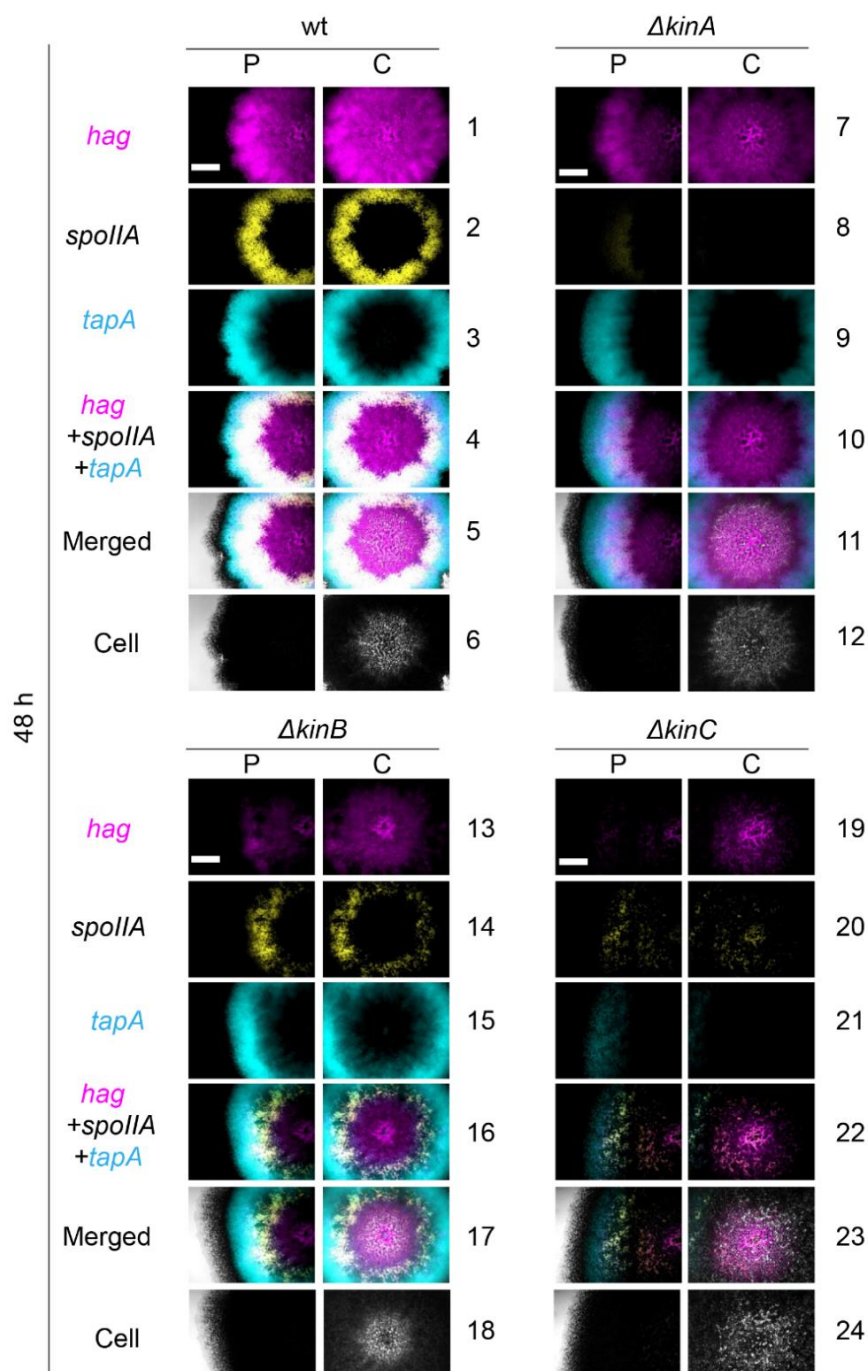 wt
P C
hag 1
spoIIA 2
tapA 3
hag
+spoIIA
+tapA
4
Merged 5
Cell 6
ΔkinA
P C
7
8
9
10
11
12
48 h
ΔkinB
P C
hag 13
spoIIA 14
tapA 15
hag
+spoIIA
+tapA
16
Merged 17
Cell 18
ΔkinC
P C
19
20
21
22
23
24